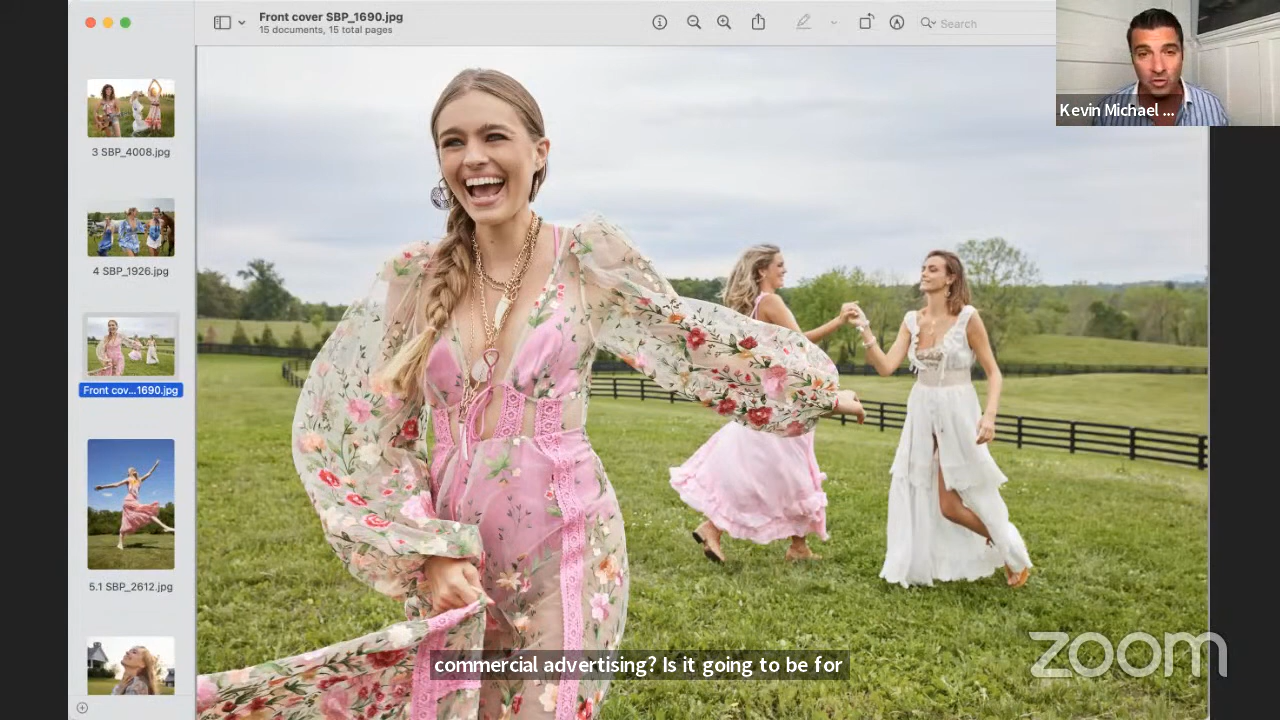 Front cover SBP_1690.jpg
15 documents, 15 total pages
Search
Kevin Michael ...
3 SBP_4008.jpg
4 SBP_1926.jpg
Front cov...1690.jpg
5.1 SBP_2612.jpg
commercial advertising? Is it going to be for
zoom